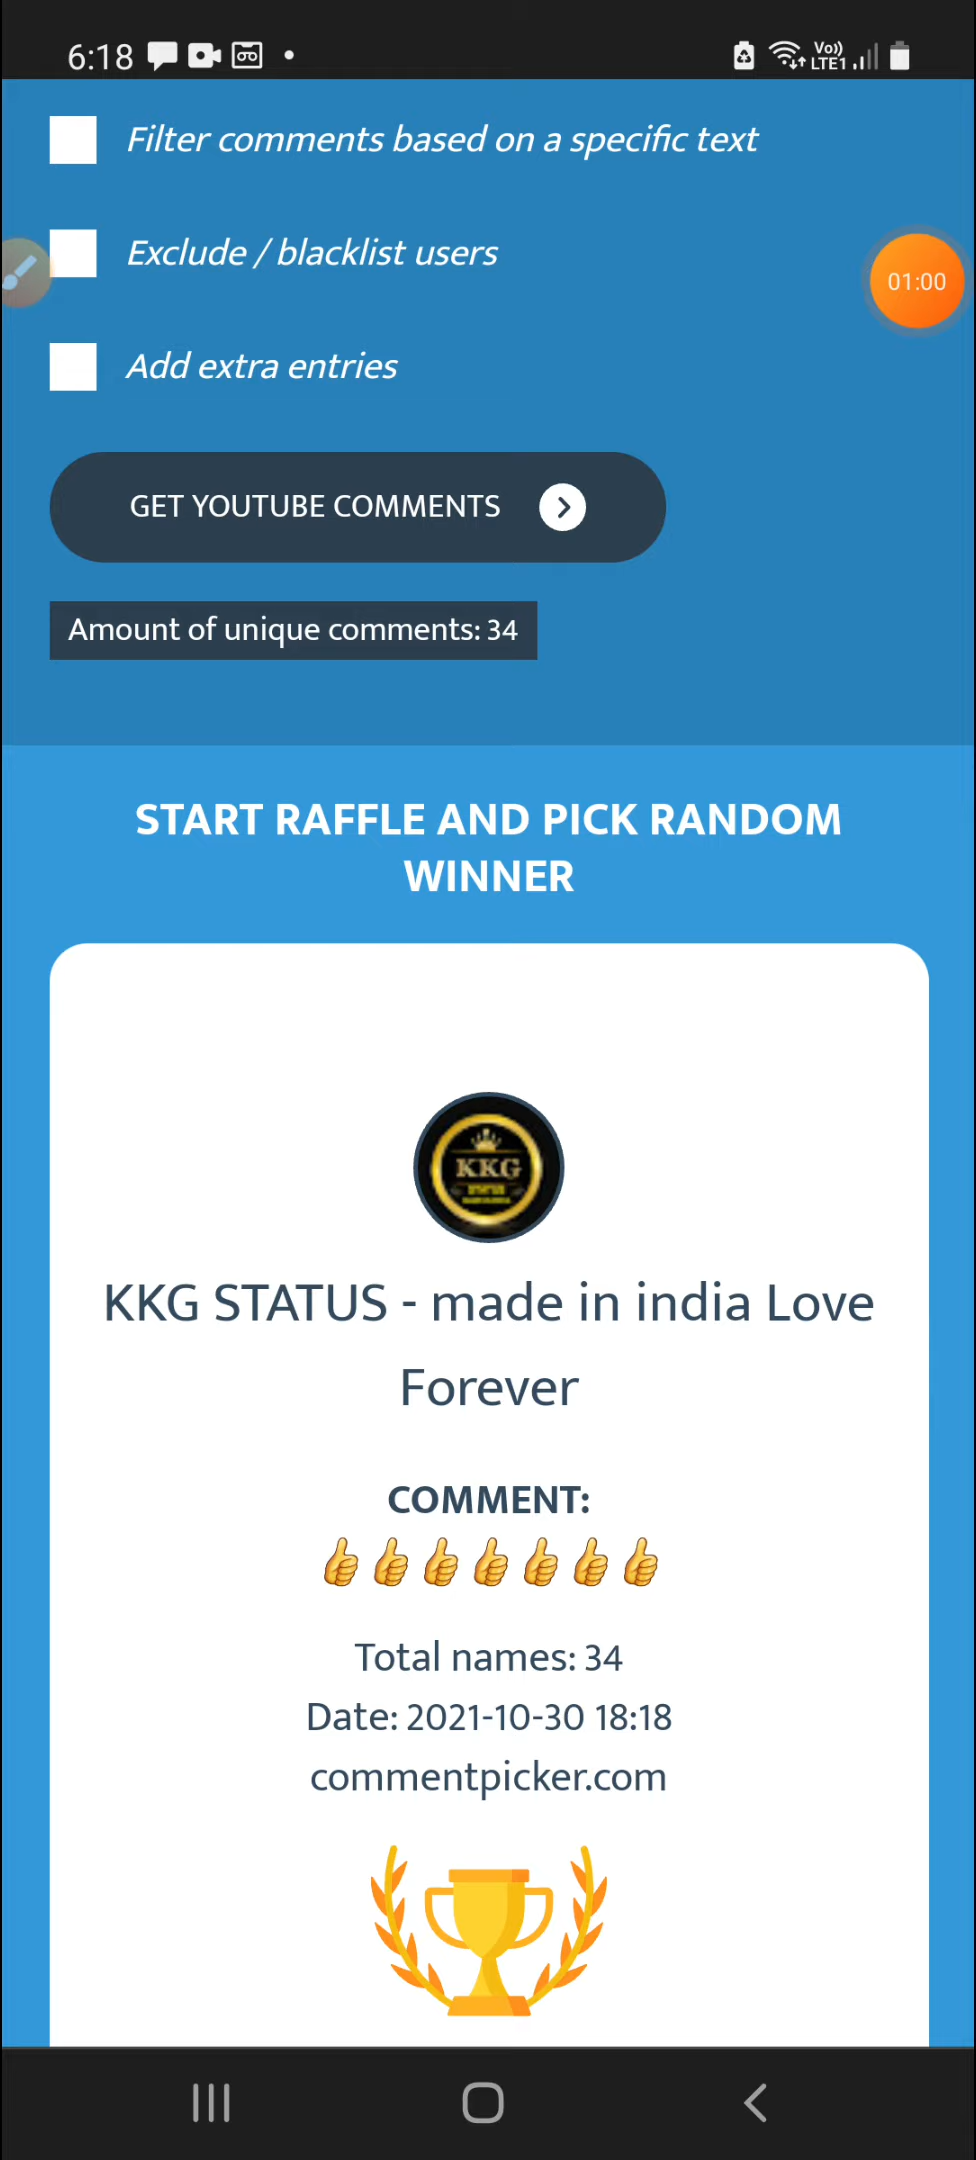 6:18
Vo))
LTE1
Filter comments based on a specific text
Exclude / blacklist users
01:00
Add extra entries
GET YOUTUBE COMMENTS
Amount of unique comments: 34
START RAFFLE AND PICK RANDOM
WINNER
KKG
KKG STATUS - made in india Love
Forever
COMMENT:
👍👍👍👍👍👍👍
Total names: 34
Date: 2021-10-30 18:18
commentpicker.com